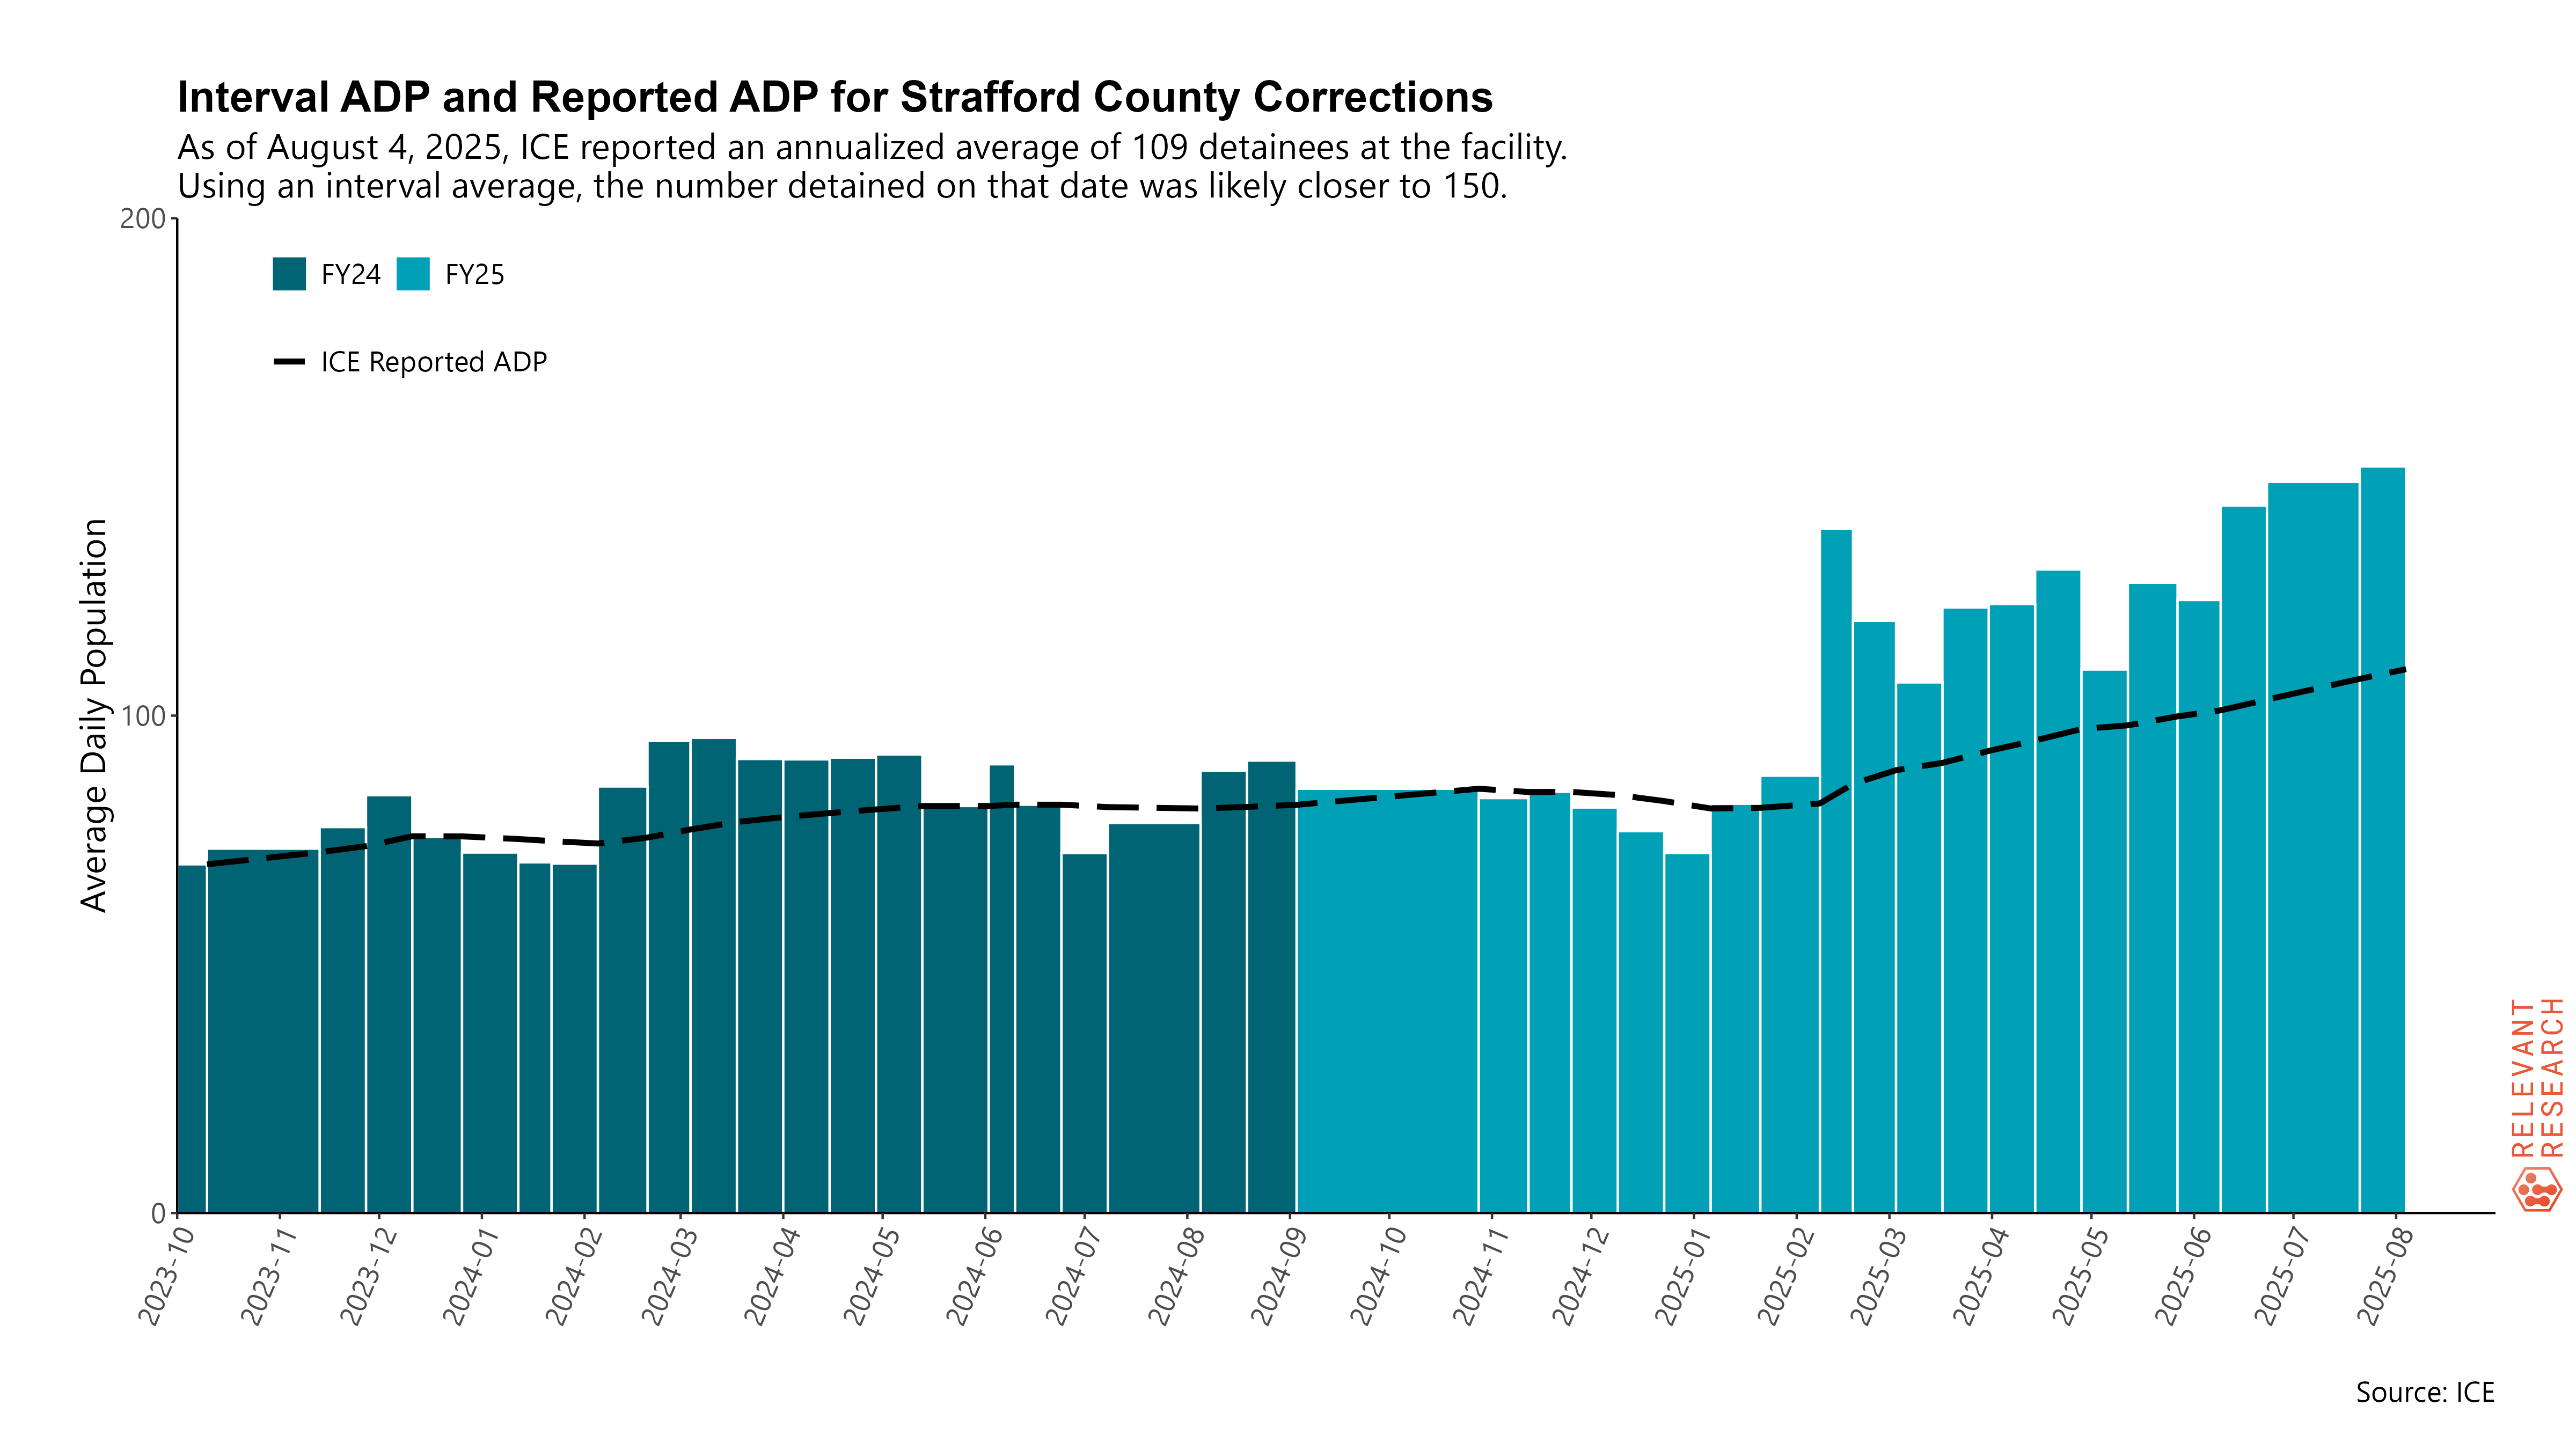 Interval ADP and Reported ADP for Strafford County Corrections
As of August 4, 2025, ICE reported an annualized average of 109 detainees at the facility.
Using an interval average, the number detained on that date was likely closer to 150.
200
FY24 FY25
ICE Reported ADP
Average Daily Population
100
0
2023-10 2023-11 2023-12 2024-01 2024-02 2024-03 2024-04 2024-05 2024-06 2024-07 2024-08 2024-09 2024-10 2024-11 2024-12 2025-01 2025-02 2025-03 2025-04 2025-05 2025-06 2025-07 2025-08
RELEVANT
RESEARCH
Source: ICE